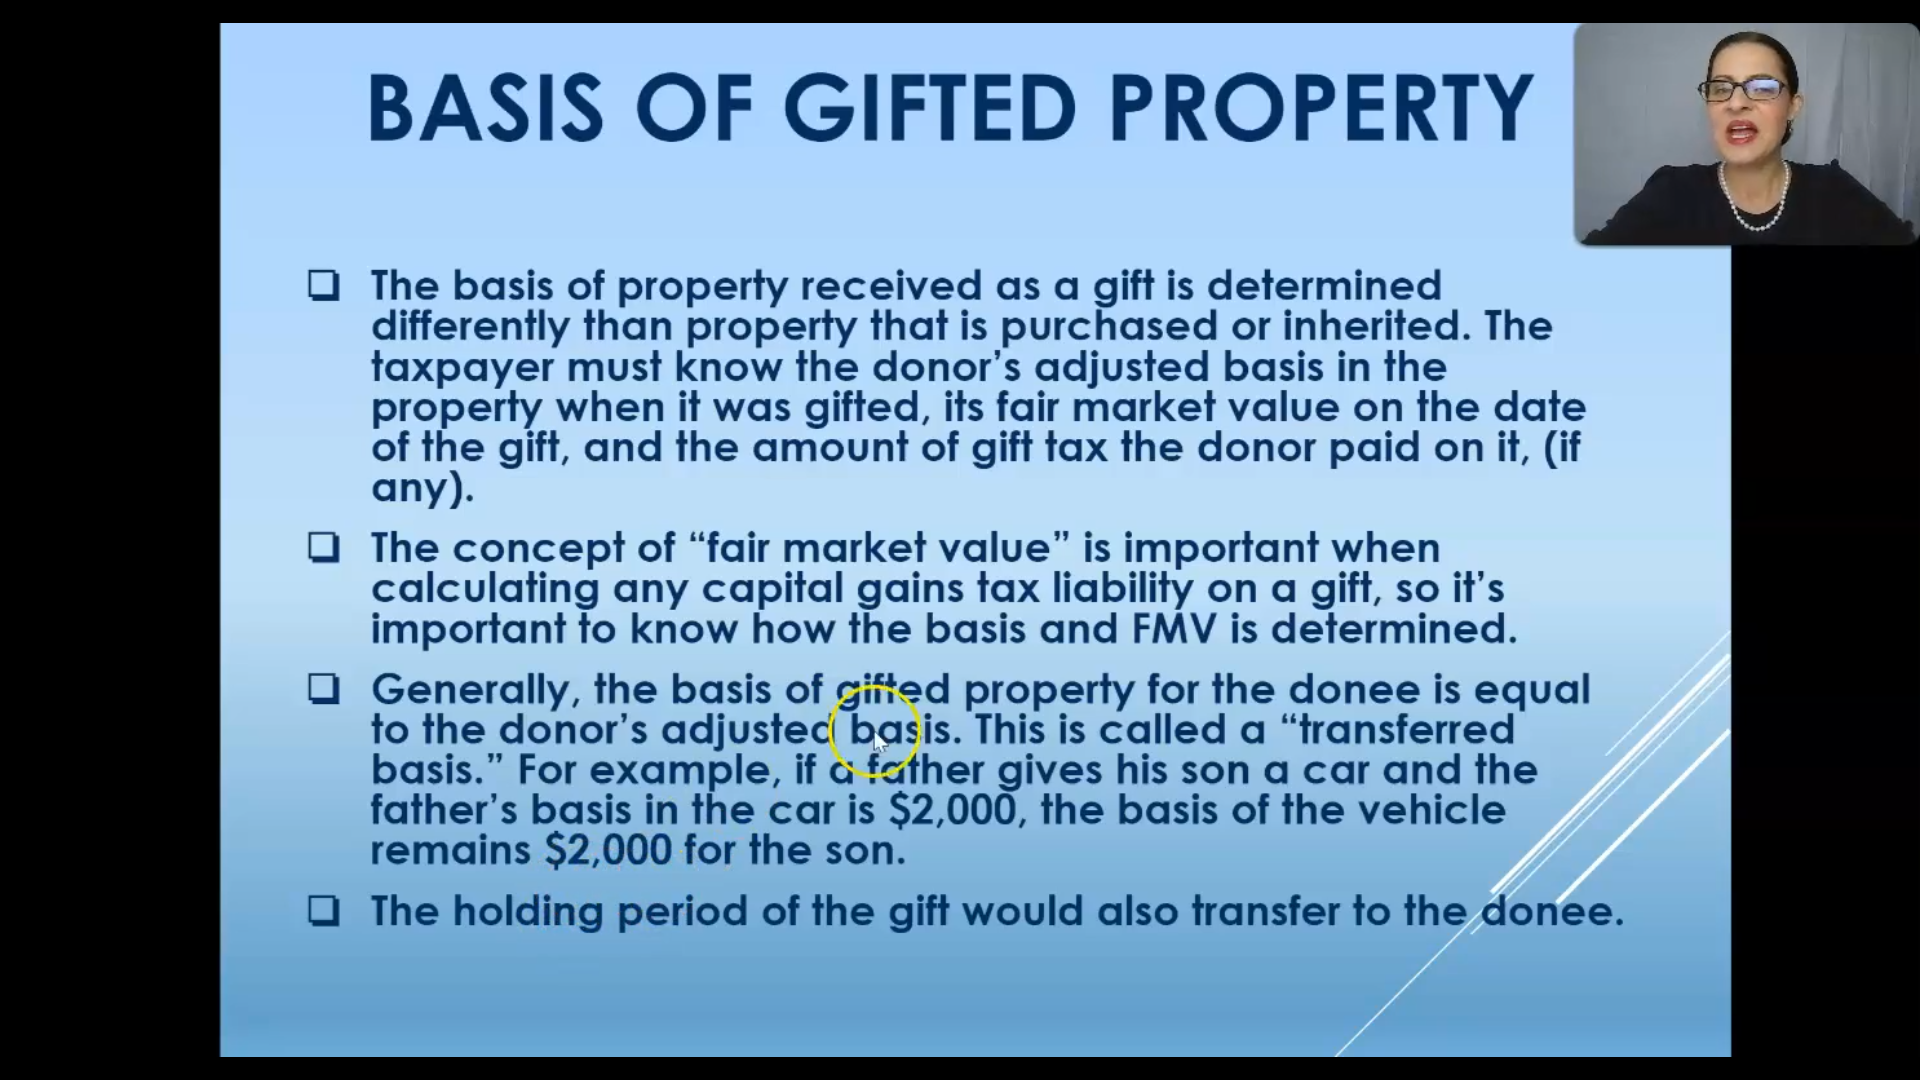 BASIS OF GIFTED PROPERTY
The basis of property received as a gift is determined
differently than property that is purchased or inherited. The
taxpayer must know the donor’s adjusted basis in the
property when it was gifted, its fair market value on the date
of the gift, and the amount of gift tax the donor paid on it, (if
any).
The concept of “fair market value” is important when
calculating any capital gains tax liability on a gift, so it’s
important to know how the basis and FMV is determined.
Generally, the basis of gifted property for the donee is equal
to the donor’s adjusted basis. This is called a “transferred
basis.” For example, if a father gives his son a car and the
father’s basis in the car is $2,000, the basis of the vehicle
remains $2,000 for the son.
The holding period of the gift would also transfer to the donee.